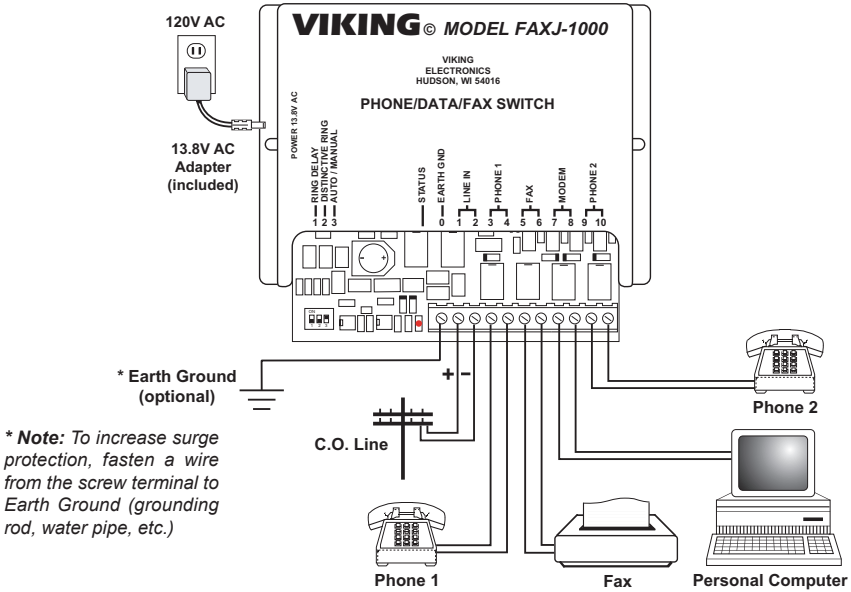 120V AC
VIKING © MODEL FAXJ-1000
VIKING
ELECTRONICS
HUDSON, WI 54016
PHONE/DATA/FAX SWITCH
POWER 13.8V AC
13.8V AC
Adapter
(included)
RING DELAY
DISTINCTIVE RING
AUTO / MANUAL
1 2 3
STATUS
EARTH GND
LINE IN
PHONE 1
FAX
MODEM
PHONE 2
0 1 2 3 4 5 6 7 8 9 10
ON
1 2 3
+ −
* Earth Ground
(optional)
C.O. Line
Phone 2
* Note: To increase surge
protection, fasten a wire
from the screw terminal to
Earth Ground (grounding
rod, water pipe, etc.)
Phone 1
Fax
Personal Computer